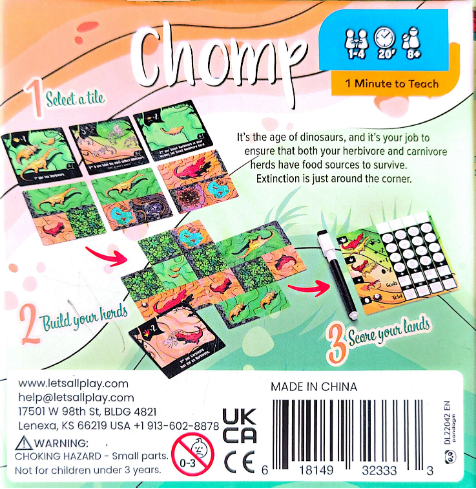 Chomp
1-4 20' 8+
1 Minute to Teach
1 Select a tile
It's the age of dinosaurs, and it's your job to
ensure that both your herbivore and carnivore
herds have food sources to survive.
Extinction is just around the corner.
2 Build your herds
3 Score your lands
www.letsallplay.com
help@letsallplay.com
17501 W 98th St, BLDG 4821
Lenexa, KS 66219 USA +1 913-602-8878
WARNING:
CHOKING HAZARD - Small parts.
Not for children under 3 years.
0-3
UK
CA
CE
MADE IN CHINA
6 18149 32333 3
DL22042 EN